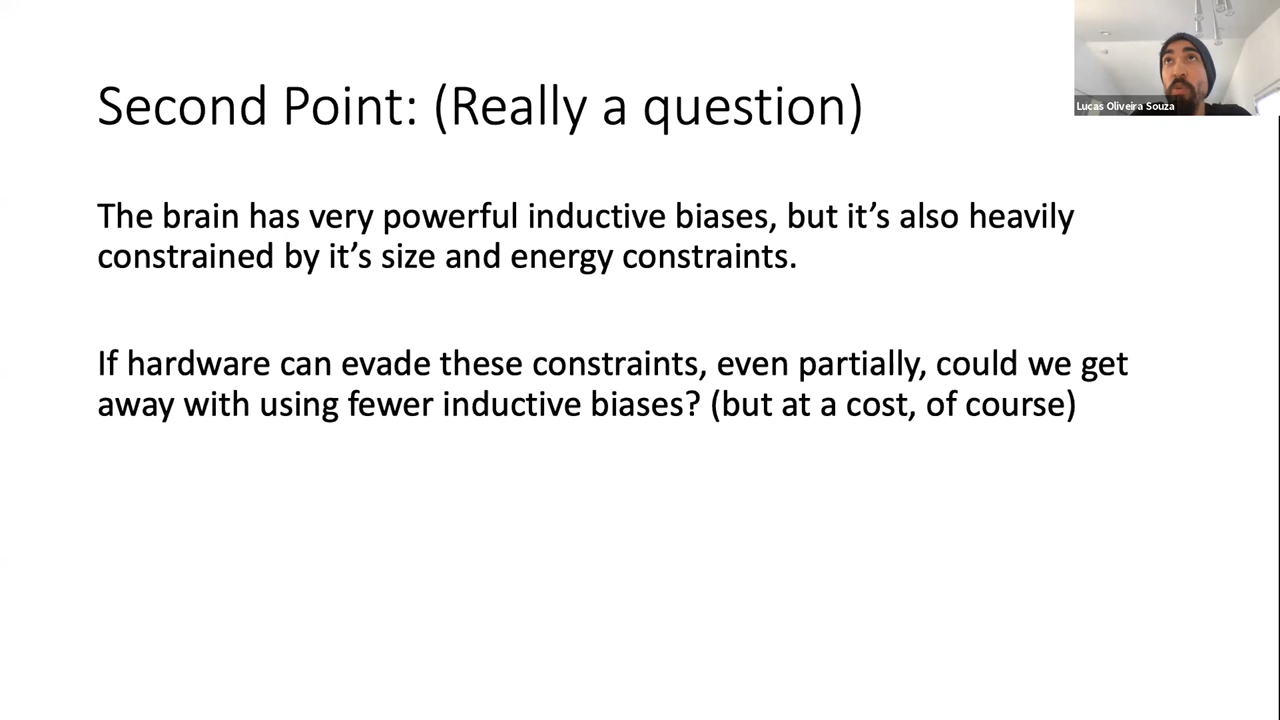 Second Point: (Really a question)
Lucas Oliveira Souza
The brain has very powerful inductive biases, but it’s also heavily
constrained by it’s size and energy constraints.
If hardware can evade these constraints, even partially, could we get
away with using fewer inductive biases? (but at a cost, of course)